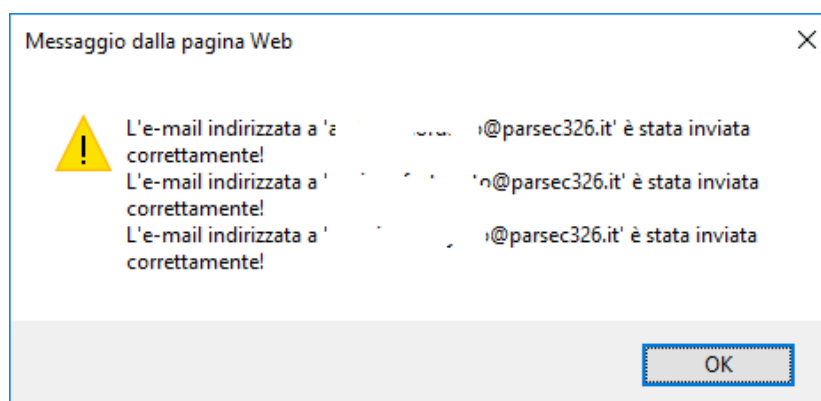 Messaggio dalla pagina Web
L'e-mail indirizzata a 'a @parsec326.it' è stata inviata
correttamente!
L'e-mail indirizzata a ' o@parsec326.it' è stata inviata
correttamente!
L'e-mail indirizzata a ' @parsec326.it' è stata inviata
correttamente!
OK